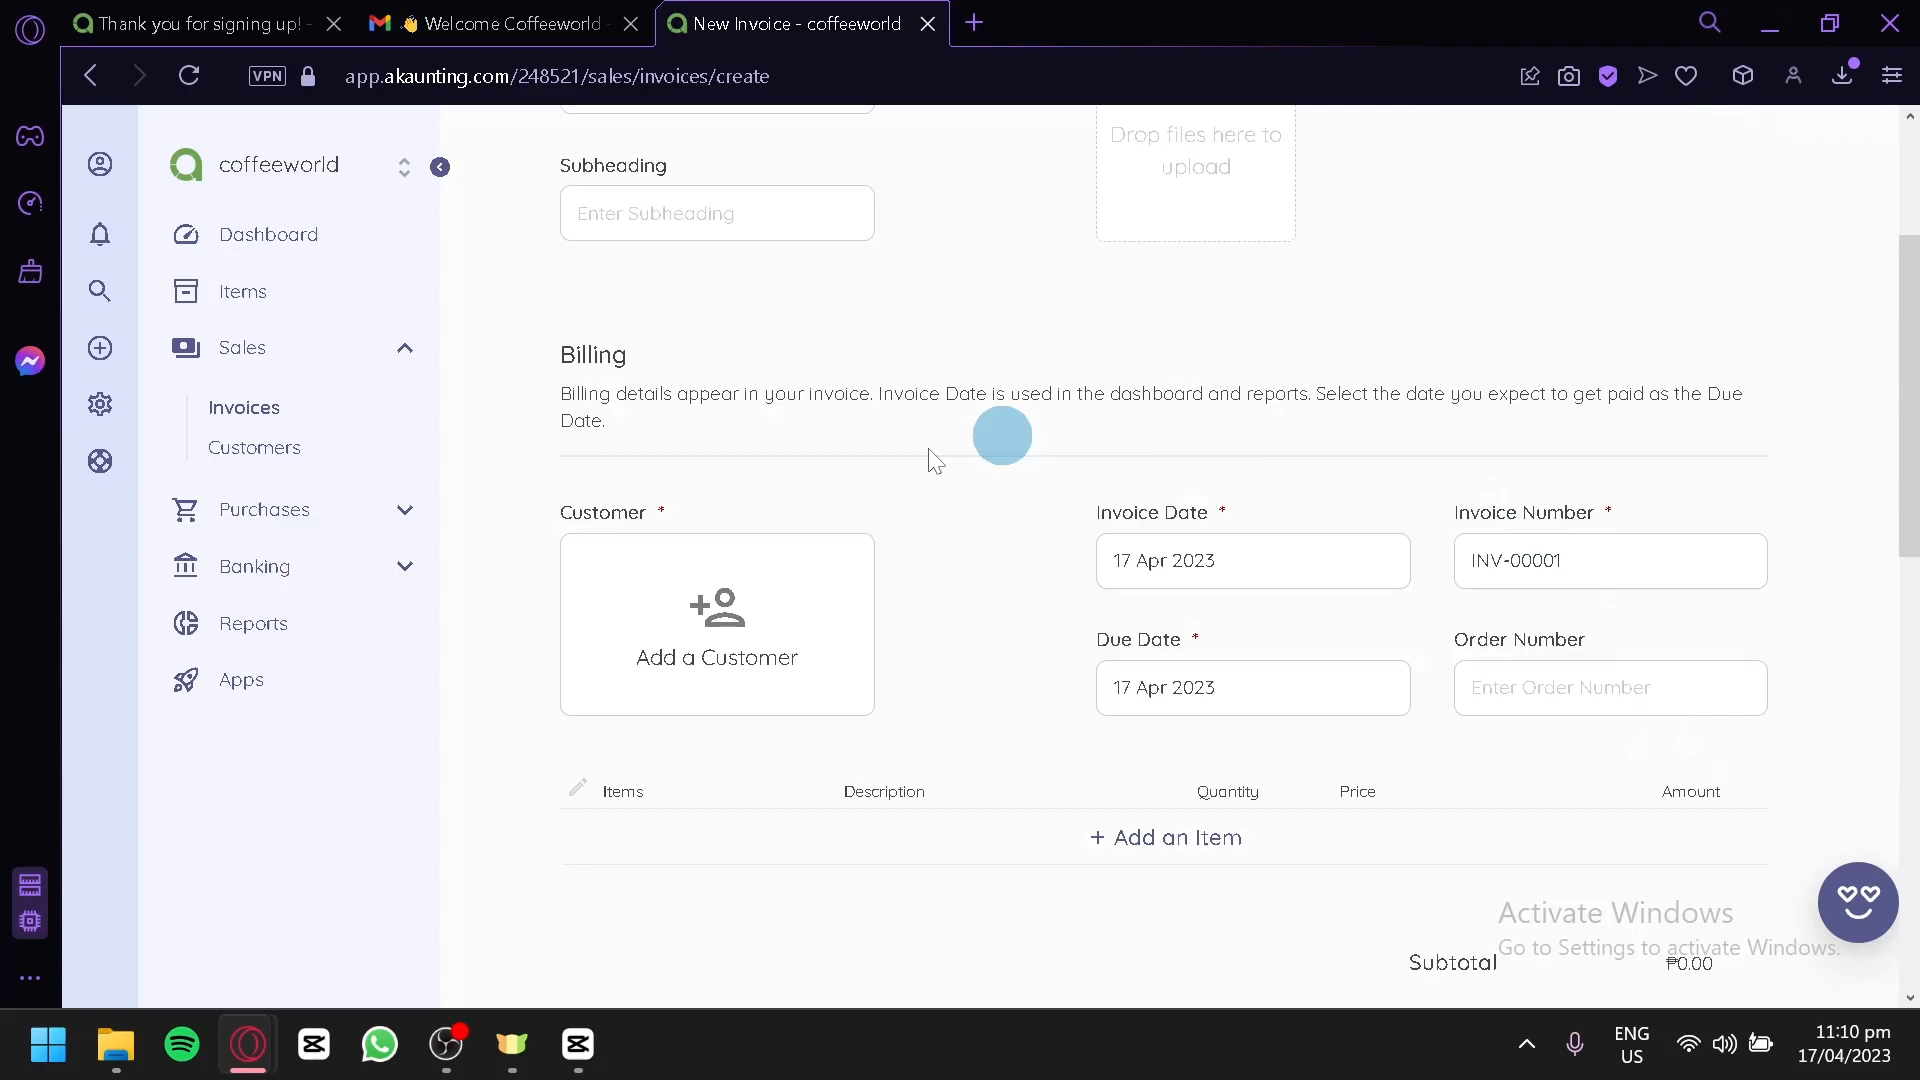 Thank you for signing up! -
👋 Welcome Coffeeworld -
New Invoice - coffeeworld
VPN
app.akaunting.com/248521/sales/invoices/create
coffeeworld
Dashboard
Items
Sales
Invoices
Customers
Purchases
Banking
Reports
Apps
Drop files here to
upload
Subheading
Enter Subheading
Billing
Billing details appear in your invoice. Invoice Date is used in the dashboard and reports. Select the date you expect to get paid as the Due
Date.
Customer *
Add a Customer
Invoice Date *
17 Apr 2023
Invoice Number *
INV-00001
Due Date *
17 Apr 2023
Order Number
Enter Order Number
Items Description Quantity Price Amount
+ Add an Item
Subtotal ₱0.00
Activate Windows
Go to Settings to activate Windows.
ENG
US
11:10 pm
17/04/2023